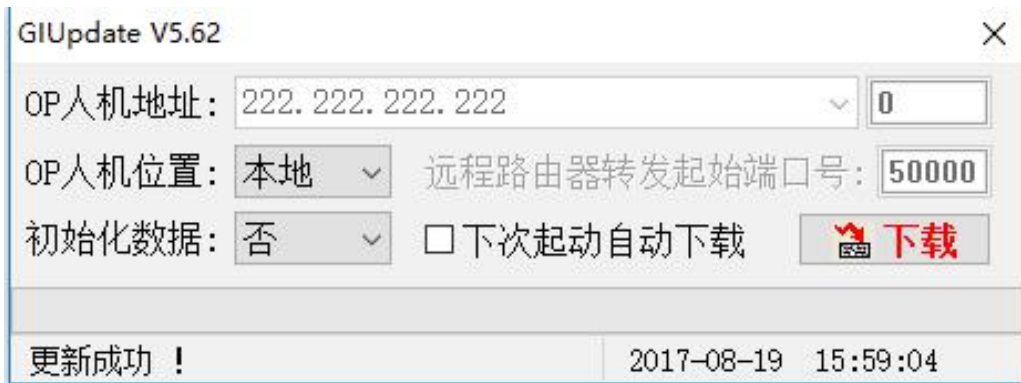 GIUpdate V5.62
OP人机地址: 222.222.222.222 0
OP人机位置: 本地 远程路由器转发起始端口号: 50000
初始化数据: 否 下次起动自动下载 下载
更新成功 ! 2017-08-19 15:59:04